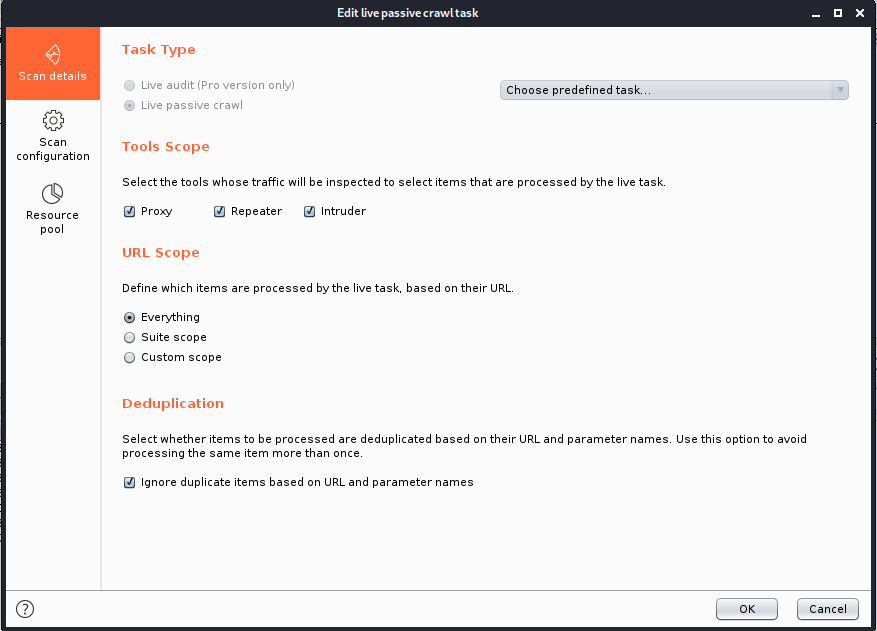 Edit live passive crawl task
Scan details
Scan
configuration
Resource
pool
Task Type
Live audit (Pro version only)
Live passive crawl
Choose predefined task...
Tools Scope
Select the tools whose traffic will be inspected to select items that are processed by the live task.
Proxy Repeater Intruder
URL Scope
Define which items are processed by the live task, based on their URL.
Everything
Suite scope
Custom scope
Deduplication
Select whether items to be processed are deduplicated based on their URL and parameter names. Use this option to avoid
processing the same item more than once.
Ignore duplicate items based on URL and parameter names
?
OK Cancel